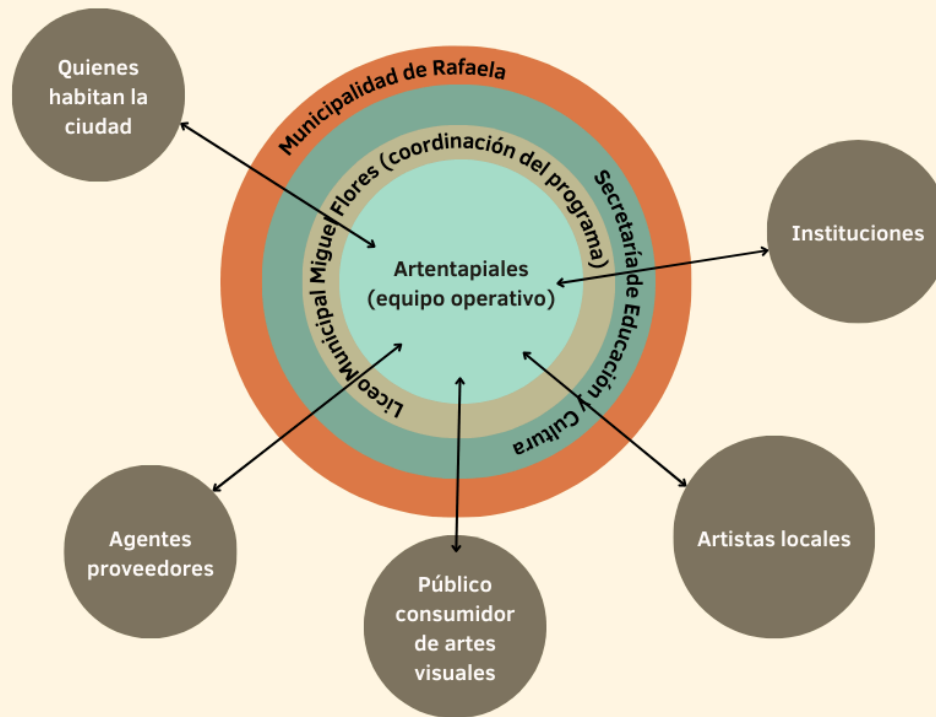 Quienes
habitan la
ciudad
Municipalidad de Rafaela
Secretaría de Educación y Cultura
Liceo Municipal Miguel Flores (coordinación del programa)
Artentapiales
(equipo operativo)
Instituciones
Agentes
proveedores
Público
consumidor
de artes
visuales
Artistas locales